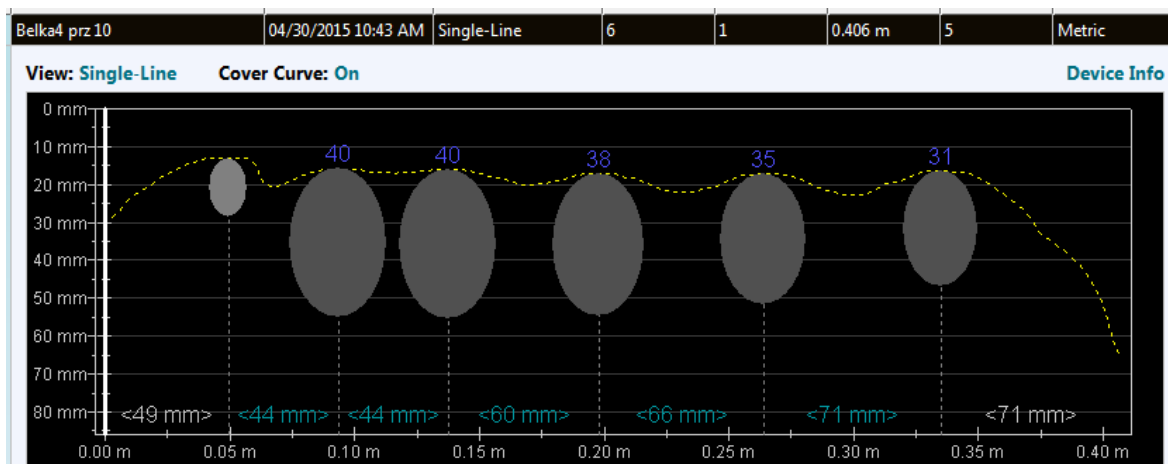 Belka4 prz 10 04/30/2015 10:43 AM Single-Line 6 1 0.406 m 5 Metric
View: Single-Line Cover Curve: On Device Info
0 mm
10 mm
40 40 38 35 31
20 mm
30 mm
40 mm
50 mm
60 mm
70 mm
80 mm <49 mm> <44 mm> <44 mm> <60 mm> <66 mm> <71 mm> <71 mm>
0.00 m 0.05 m 0.10 m 0.15 m 0.20 m 0.25 m 0.30 m 0.35 m 0.40 m